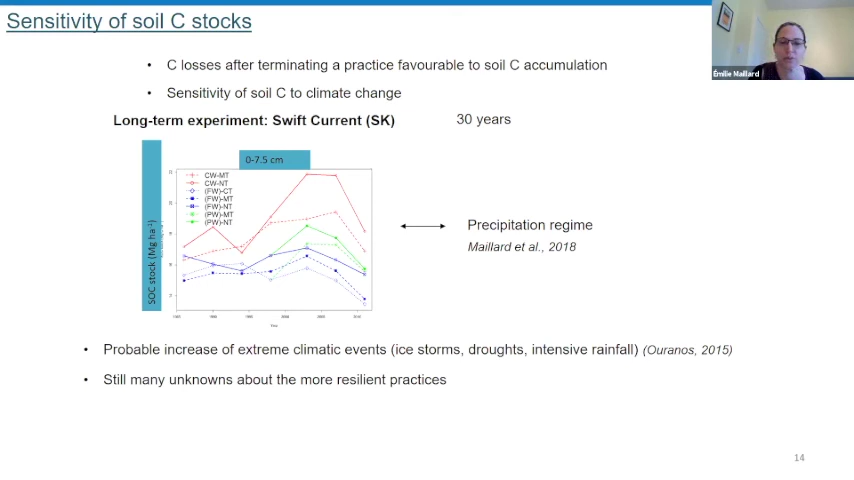 Sensitivity of soil C stocks
Émilie Maillard
• C losses after terminating a practice favourable to soil C accumulation
• Sensitivity of soil C to climate change
Long-term experiment: Swift Current (SK)
30 years
0-7.5 cm
CW-MT
CW-NT
(FW)-CT
(FW)-MT
(FW)-NT
(PW)-MT
(PW)-NT
SOC stock (Mg ha⁻¹)
Year
Precipitation regime
Maillard et al., 2018
• Probable increase of extreme climatic events (ice storms, droughts, intensive rainfall) (Ouranos, 2015)
• Still many unknowns about the more resilient practices
14